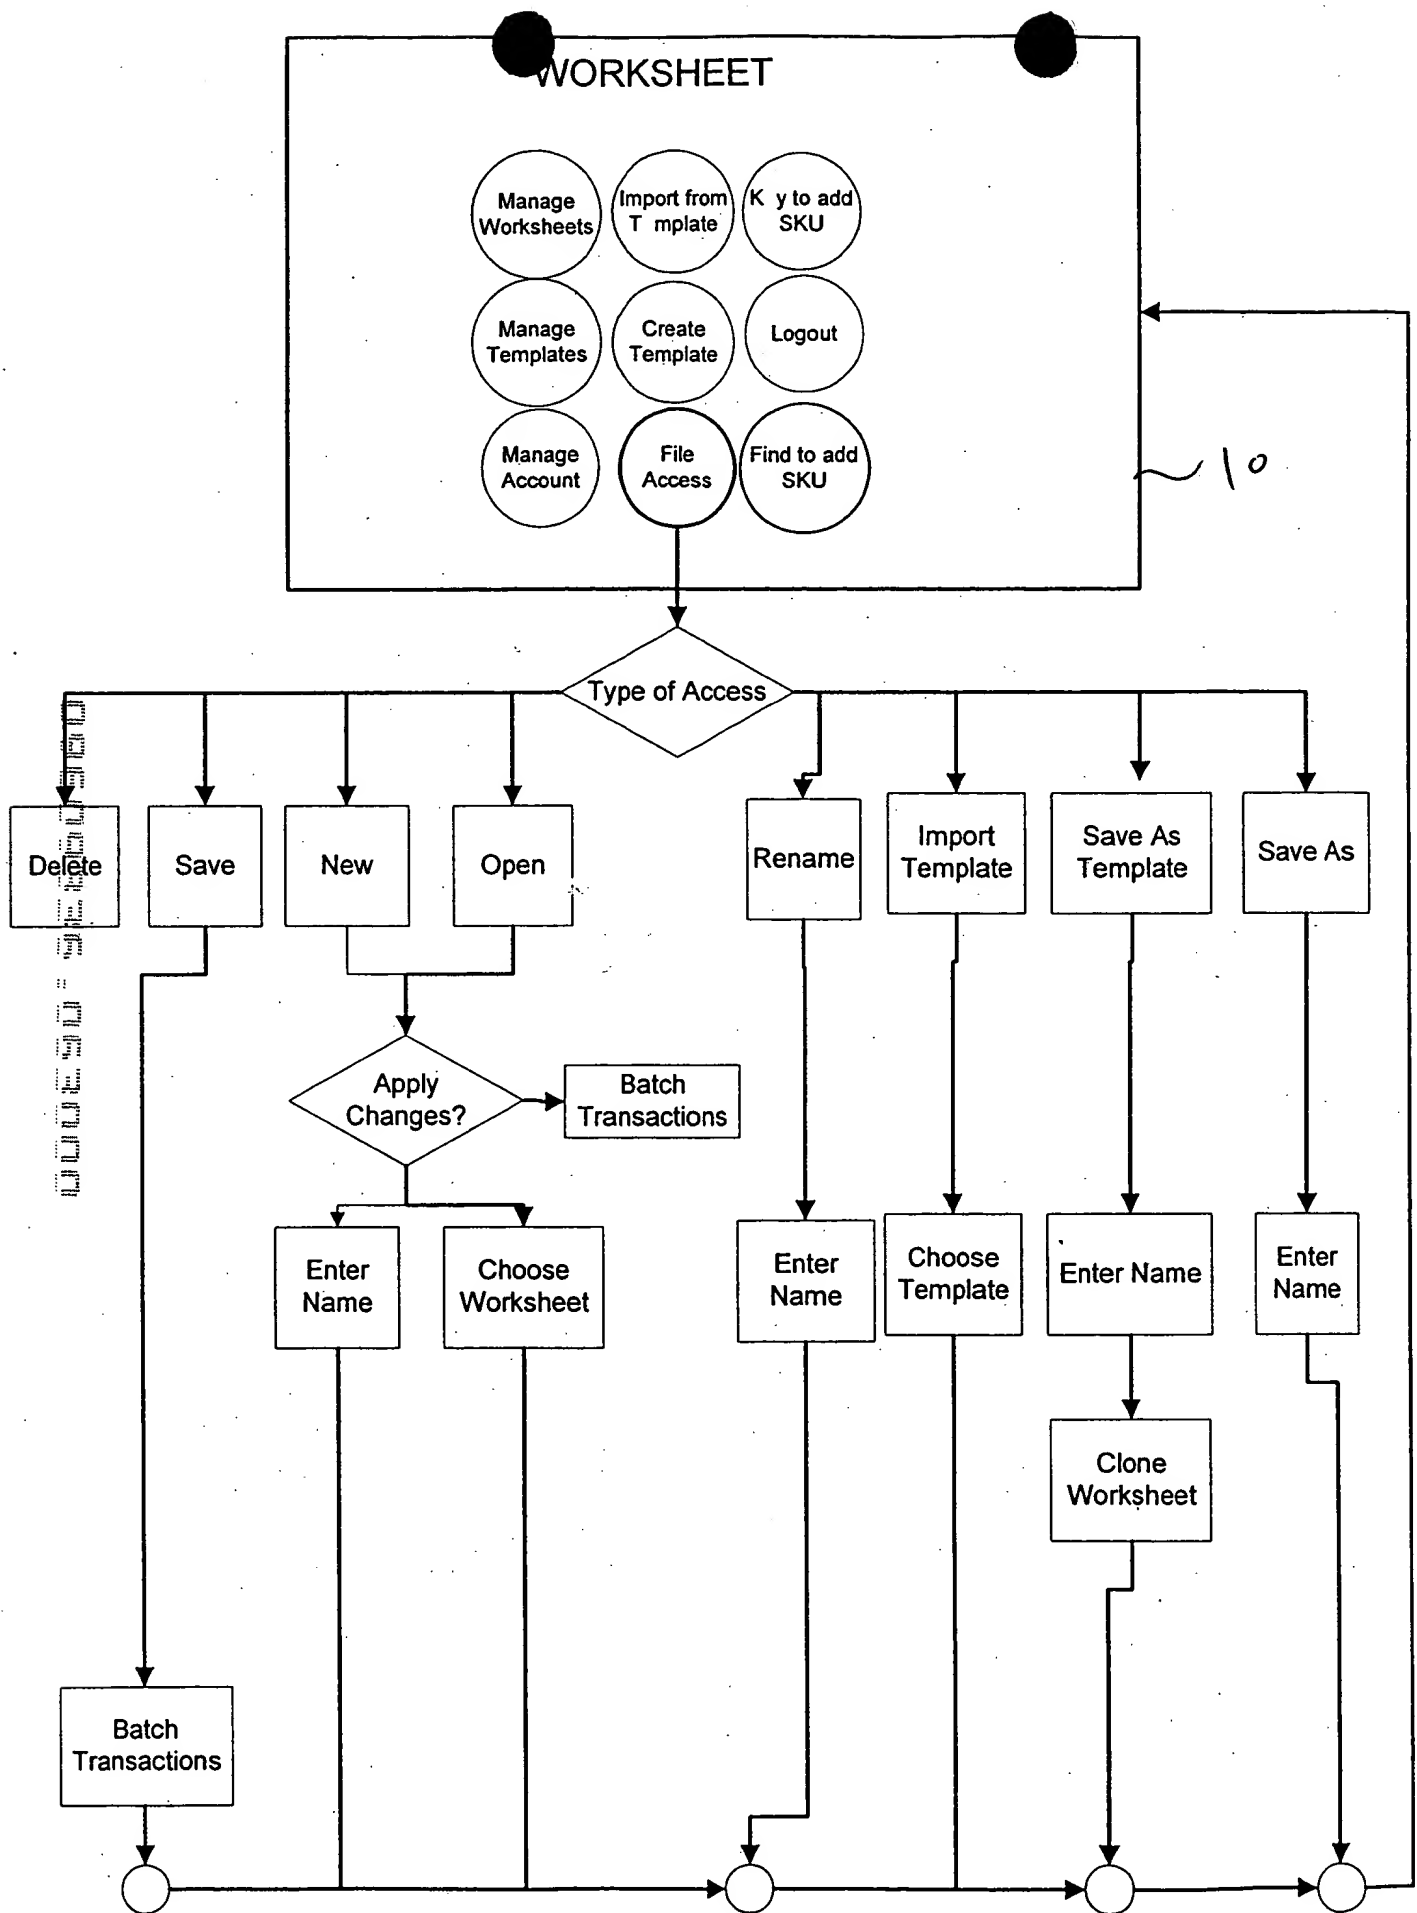 WORKSHEET
Manage
Worksheets
Import from
T mplate
K y to add
SKU
Manage
Templates
Create
Template
Logout
Manage
Account
File
Access
Find to add
SKU
10
Type of Access
Delete
Save
New
Open
Rename
Import
Template
Save As
Template
Save As
Apply
Changes?
Batch
Transactions
Enter
Name
Choose
Worksheet
Enter
Name
Choose
Template
Enter Name
Enter
Name
Clone
Worksheet
Batch
Transactions